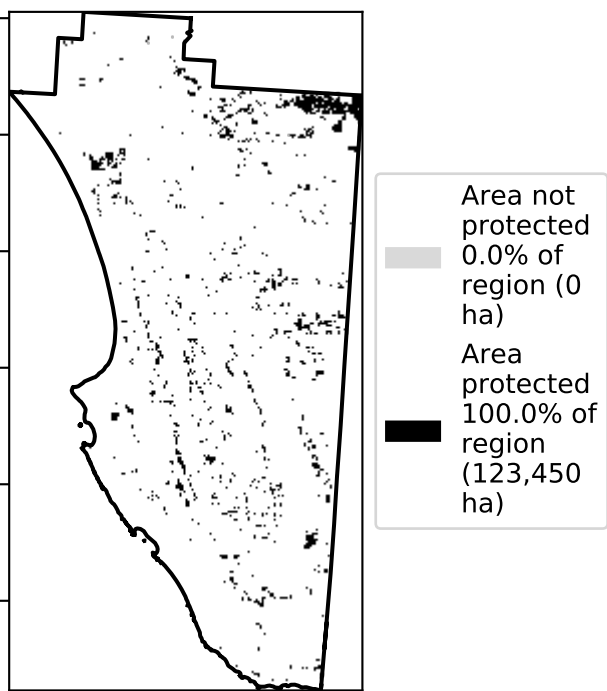 Area not
protected
0.0% of
region (0
ha)
Area
protected
100.0% of
region
(123,450
ha)